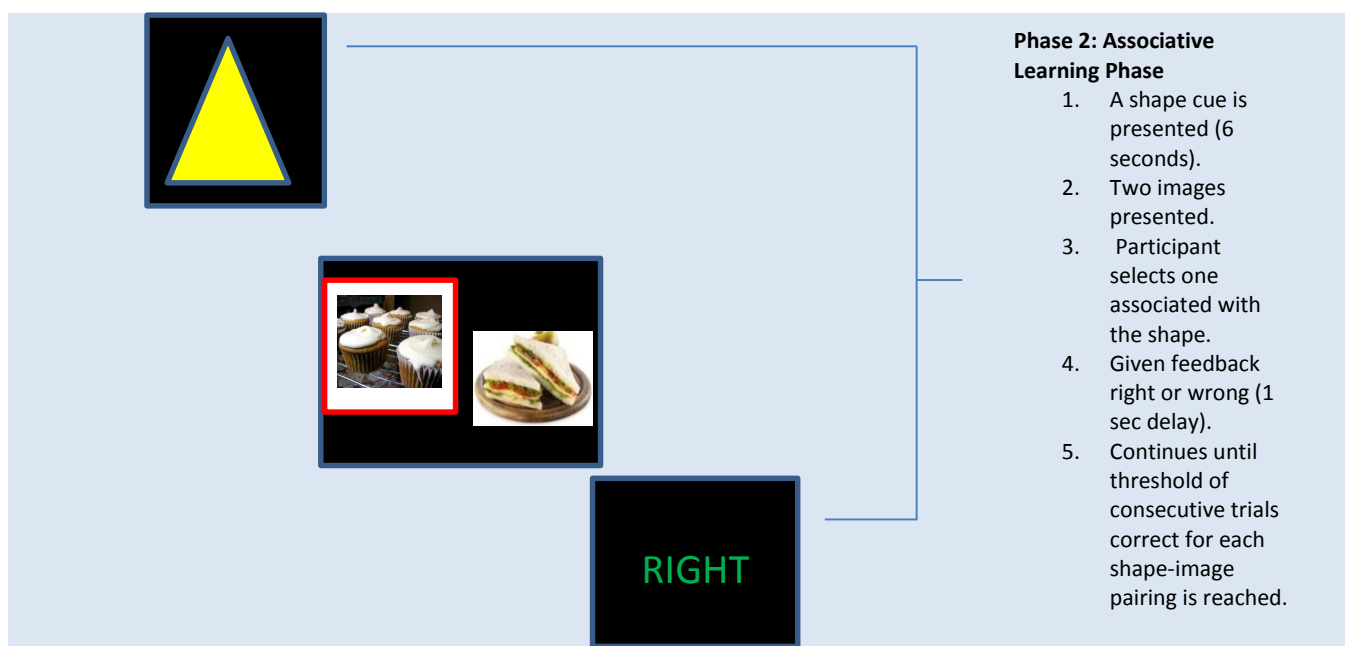 Phase 2: Associative
Learning Phase
1. A shape cue is
presented (6
seconds).
2. Two images
presented.
3. Participant
selects one
associated with
the shape.
4. Given feedback
right or wrong (1
sec delay).
5. Continues until
threshold of
consecutive trials
correct for each
shape-image
pairing is reached.
RIGHT